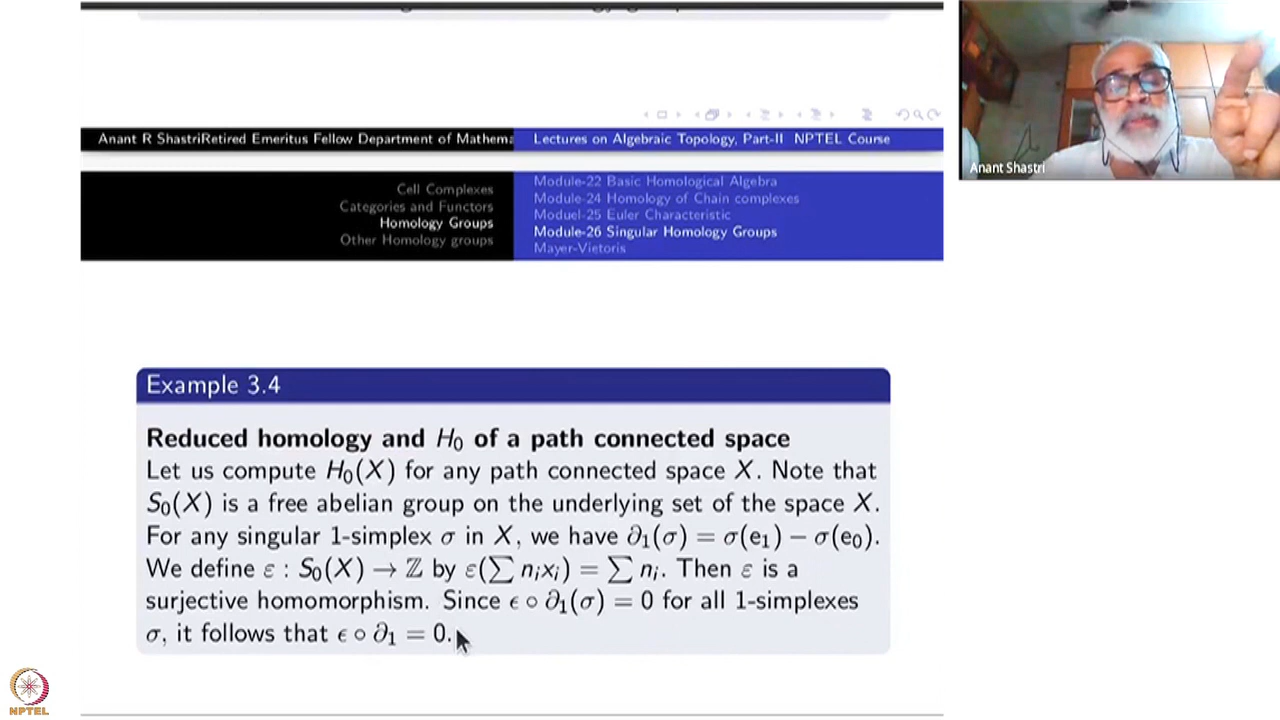 Anant R ShastriRetired Emeritus Fellow Department of Mathema
Lectures on Algebraic Topology, Part-II NPTEL Course
Cell Complexes
Categories and Functors
Homology Groups
Other Homology groups
Module-22 Basic Homological Algebra
Module-24 Homology of Chain complexes
Moduel-25 Euler Characteristic
Module-26 Singular Homology Groups
Mayer-Vietoris
Anant Shastri
Example 3.4
Reduced homology and H₀ of a path connected space
Let us compute H₀(X) for any path connected space X. Note that
S₀(X) is a free abelian group on the underlying set of the space X.
For any singular 1-simplex σ in X, we have ∂₁(σ) = σ(e₁) − σ(e₀).
We define ε : S₀(X) → ℤ by ε(∑ nᵢxᵢ) = ∑ nᵢ. Then ε is a
surjective homomorphism. Since ϵ ∘ ∂₁(σ) = 0 for all 1-simplexes
σ, it follows that ϵ ∘ ∂₁ = 0.
NPTEL